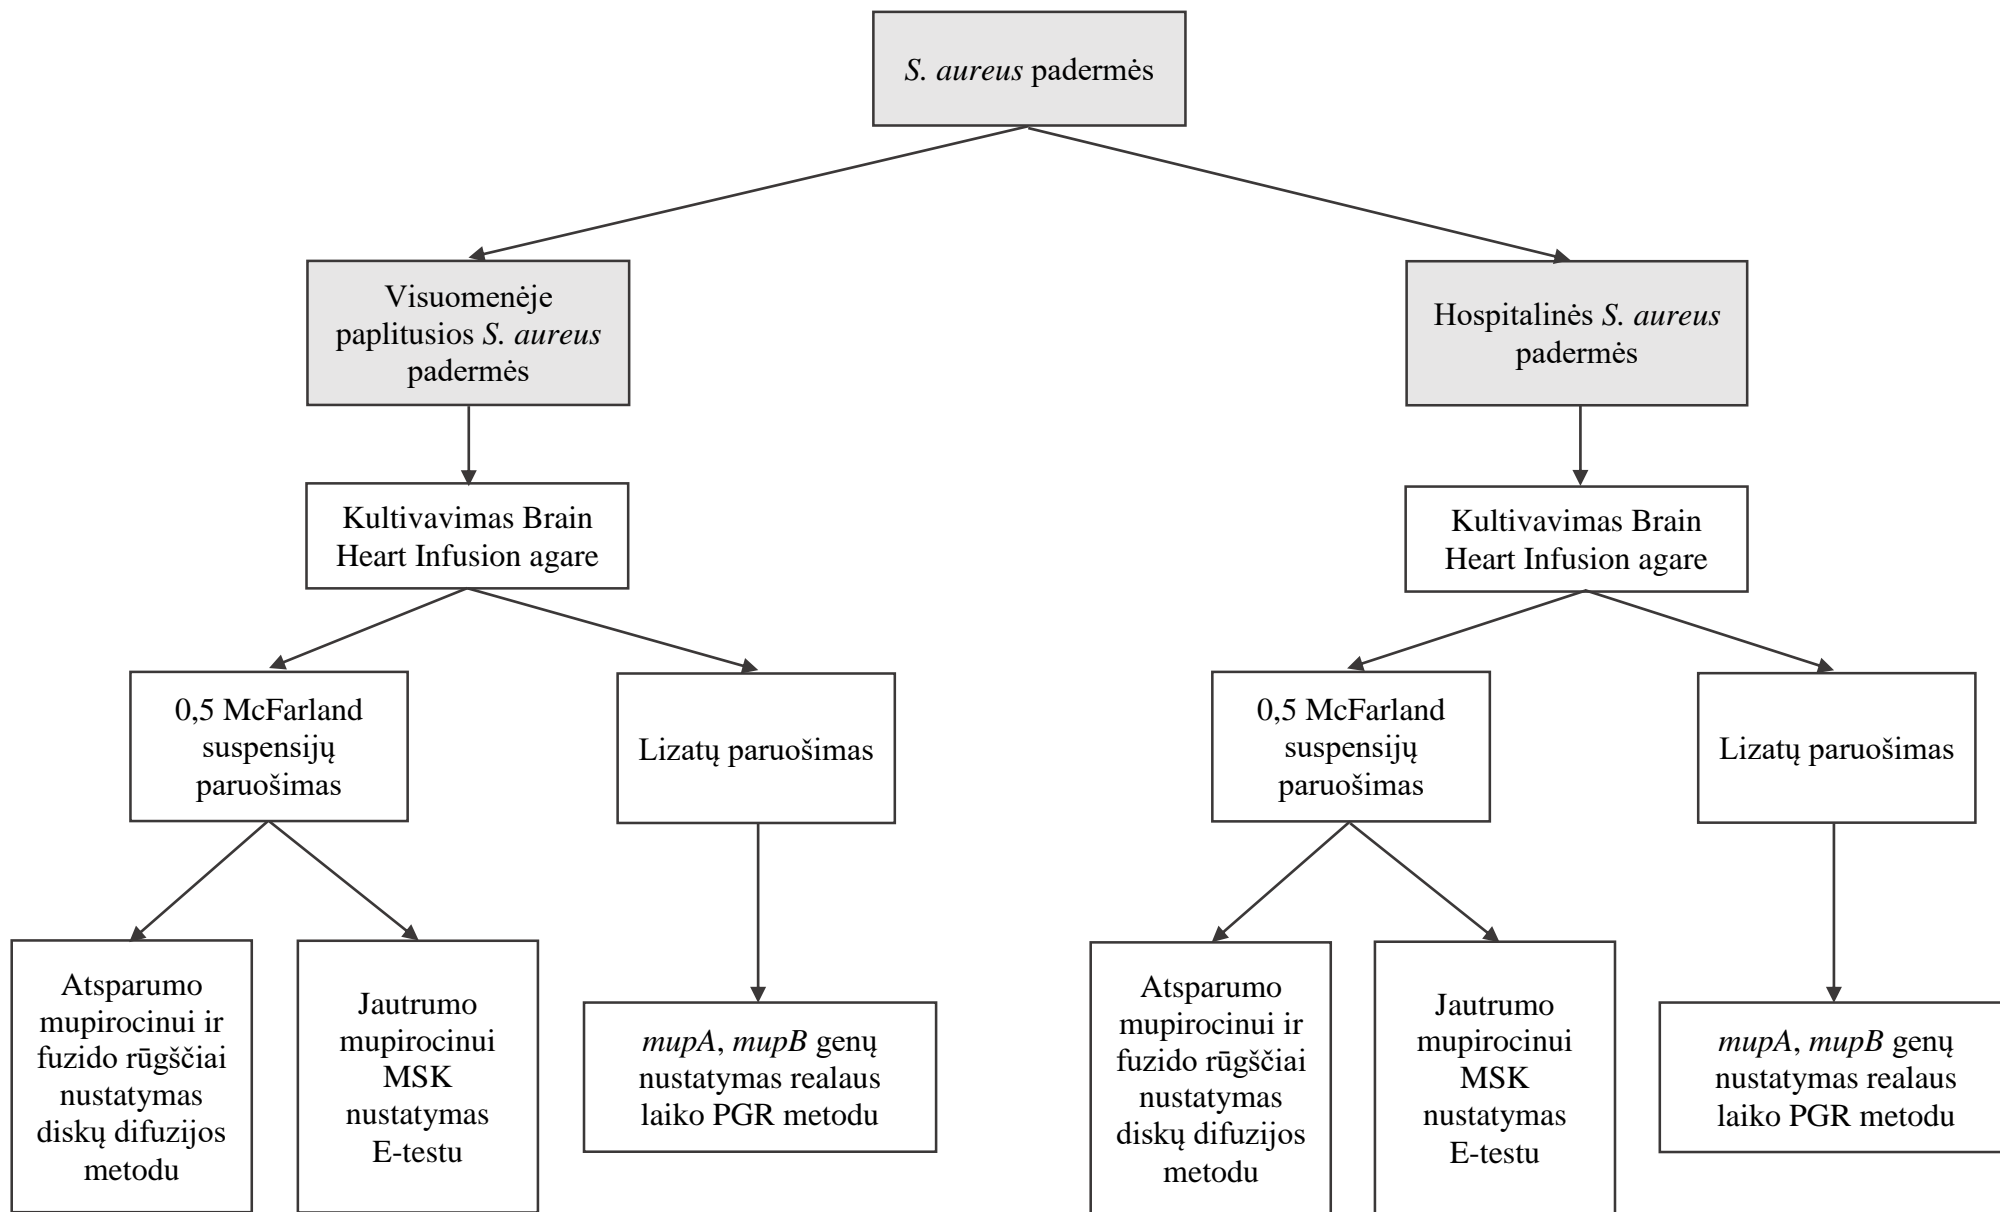 S. aureus padermės
Visuomenėje
paplitusios S. aureus
padermės
Hospitalinės S. aureus
padermės
Kultivavimas Brain
Heart Infusion agare
Kultivavimas Brain
Heart Infusion agare
0,5 McFarland
suspensijų
paruošimas
Lizatų paruošimas
0,5 McFarland
suspensijų
paruošimas
Lizatų paruošimas
Atsparumo
mupirocinui ir
fuzido rūgščiai
nustatymas
diskų difuzijos
metodu
Jautrumo
mupirocinui
MSK
nustatymas
E-testu
mupA, mupB genų
nustatymas realaus
laiko PGR metodu
Atsparumo
mupirocinui ir
fuzido rūgščiai
nustatymas
diskų difuzijos
metodu
Jautrumo
mupirocinui
MSK
nustatymas
E-testu
mupA, mupB genų
nustatymas realaus
laiko PGR metodu